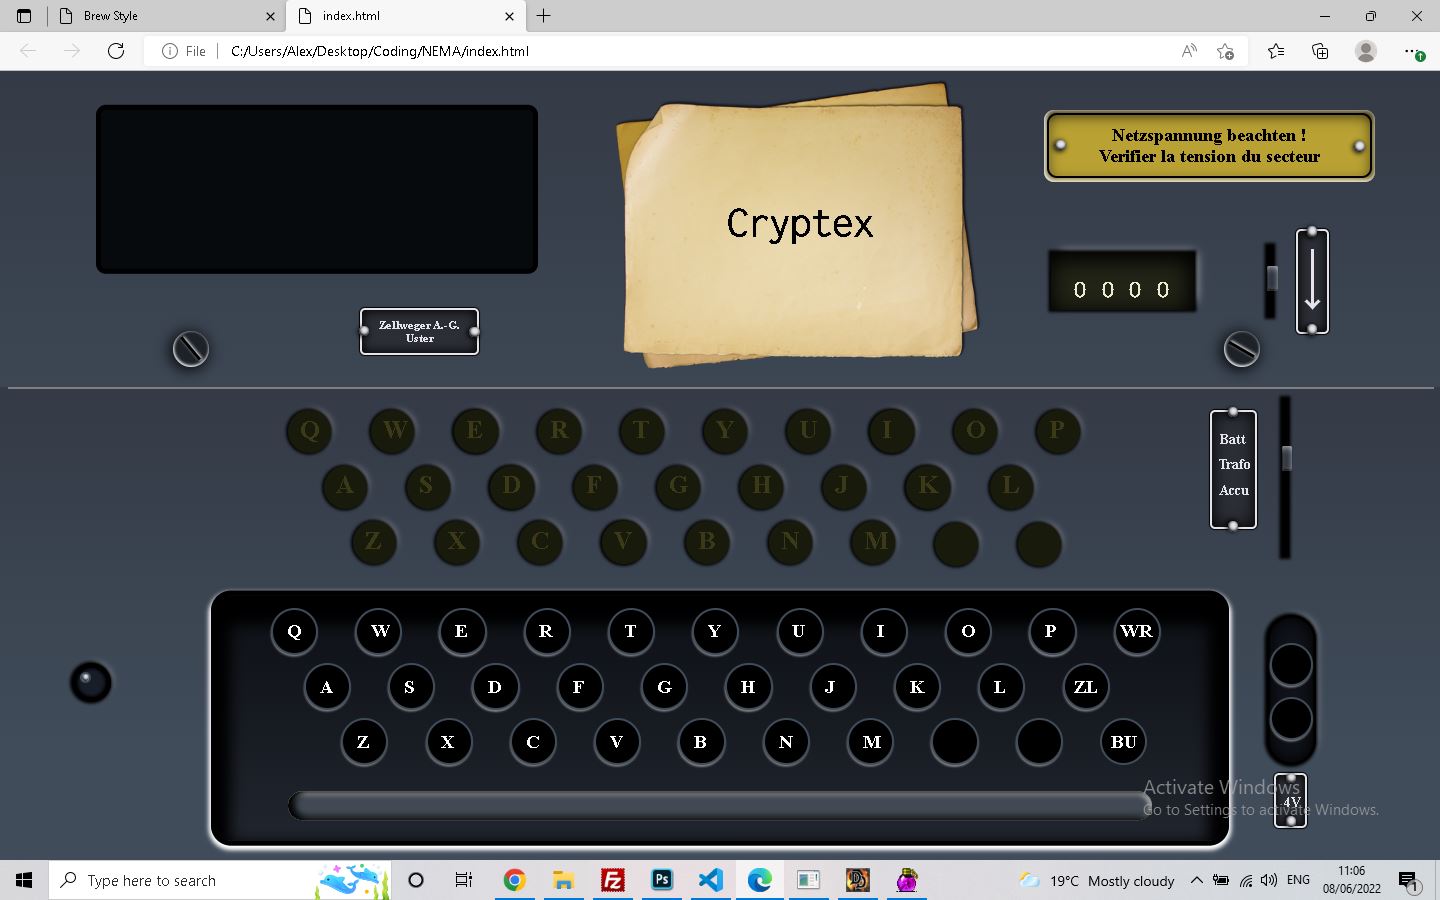 Brew Style
index.html
File
C:/Users/Alex/Desktop/Coding/NEMA/index.html
Netzspannung beachten !
Verifier la tension du secteur
Cryptex
0 0 0 0
Zellweger A.-G.
Uster
Q W E R T Y U I O P
A S D F G H J K L
Z X C V B N M
Batt
Trafo
Accu
Q W E R T Y U I O P WR
A S D F G H J K L ZL
Z X C V B N M BU
4V
Activate Windows
Go to Settings to activate Windows.
Type here to search
Ps
19°C Mostly cloudy
ENG
11:06
08/06/2022
1